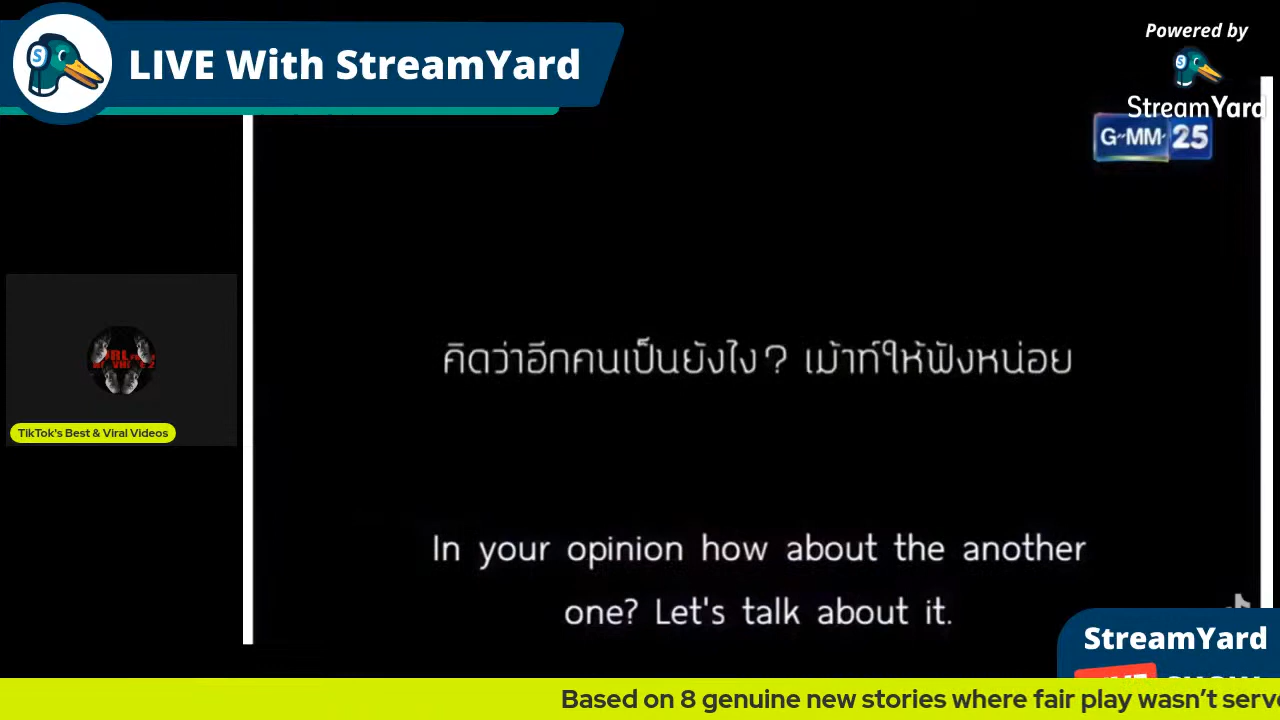 LIVE With StreamYard
Powered by
StreamYard
G-MM 25
คิดว่าอีกคนเป็นยังไง? เม้าท์ให้ฟังหน่อย
TikTok's Best & Viral Videos
In your opinion how about the another
one? Let's talk about it.
StreamYard
Based on 8 genuine new stories where fair play wasn't serv